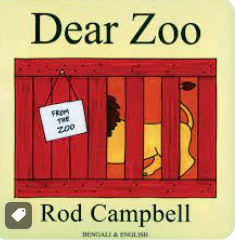 Dear Zoo
FROM
THE
ZOO
Rod Campbell
BENGALI & ENGLISH